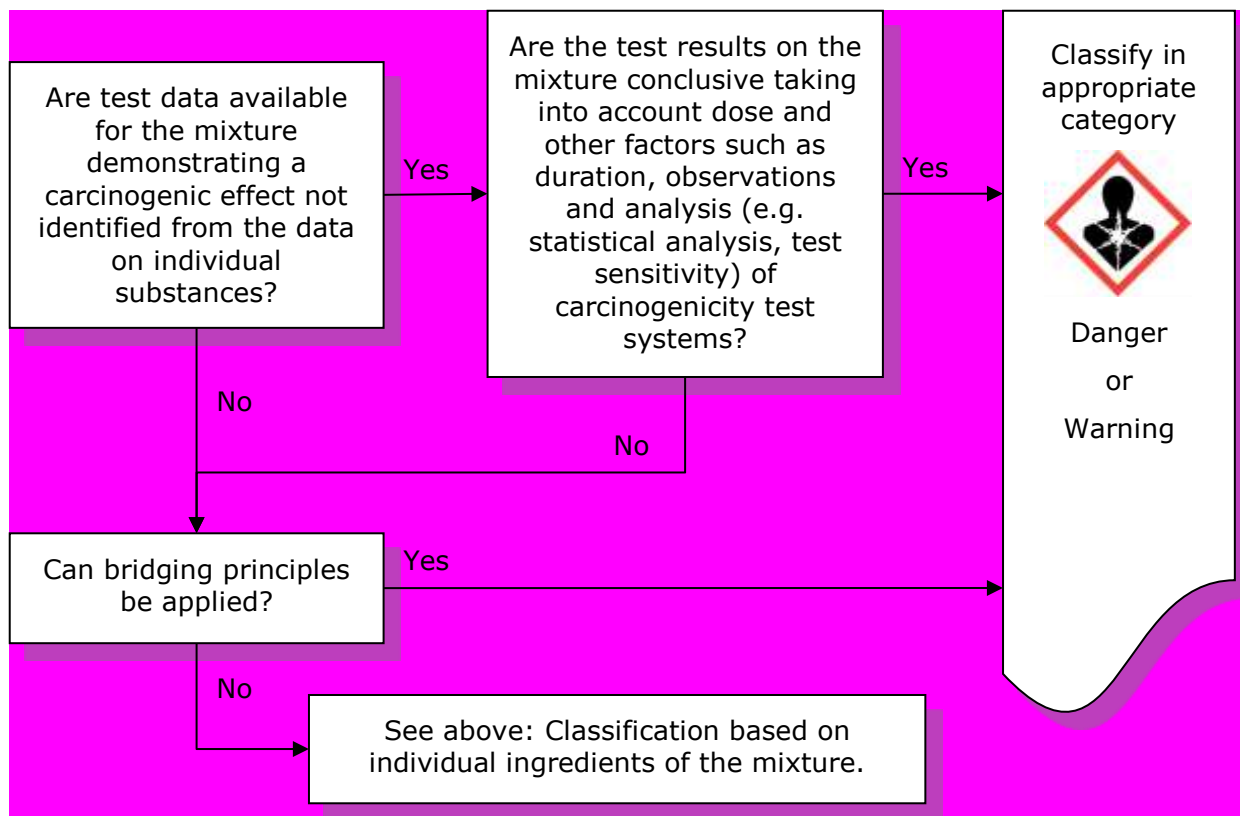 Are test data available
for the mixture
demonstrating a
carcinogenic effect not
identified from the data
on individual
substances?
Yes
Are the test results on the
mixture conclusive taking
into account dose and
other factors such as
duration, observations
and analysis (e.g.
statistical analysis, test
sensitivity) of
carcinogenicity test
systems?
Yes
Classify in
appropriate
category
Danger
or
Warning
No
No
Can bridging principles
be applied?
Yes
No
See above: Classification based on
individual ingredients of the mixture.